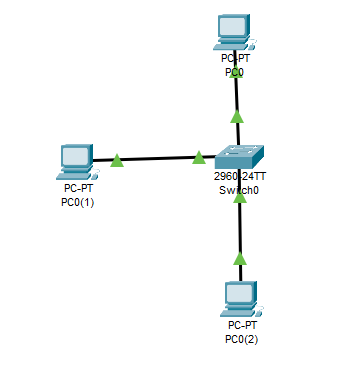 PC-PT
PC0
2960-24TT
Switch0
PC-PT
PC0(1)
PC-PT
PC0(2)